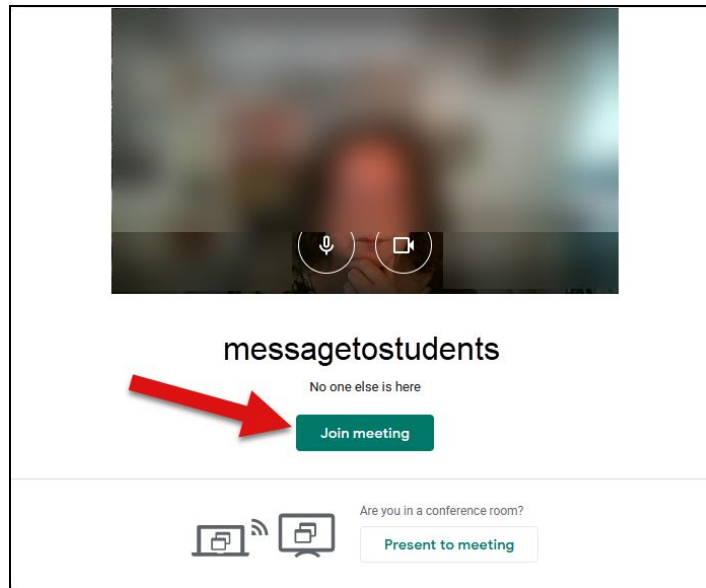 messagetostudents
No one else is here
Join meeting
Are you in a conference room?
Present to meeting